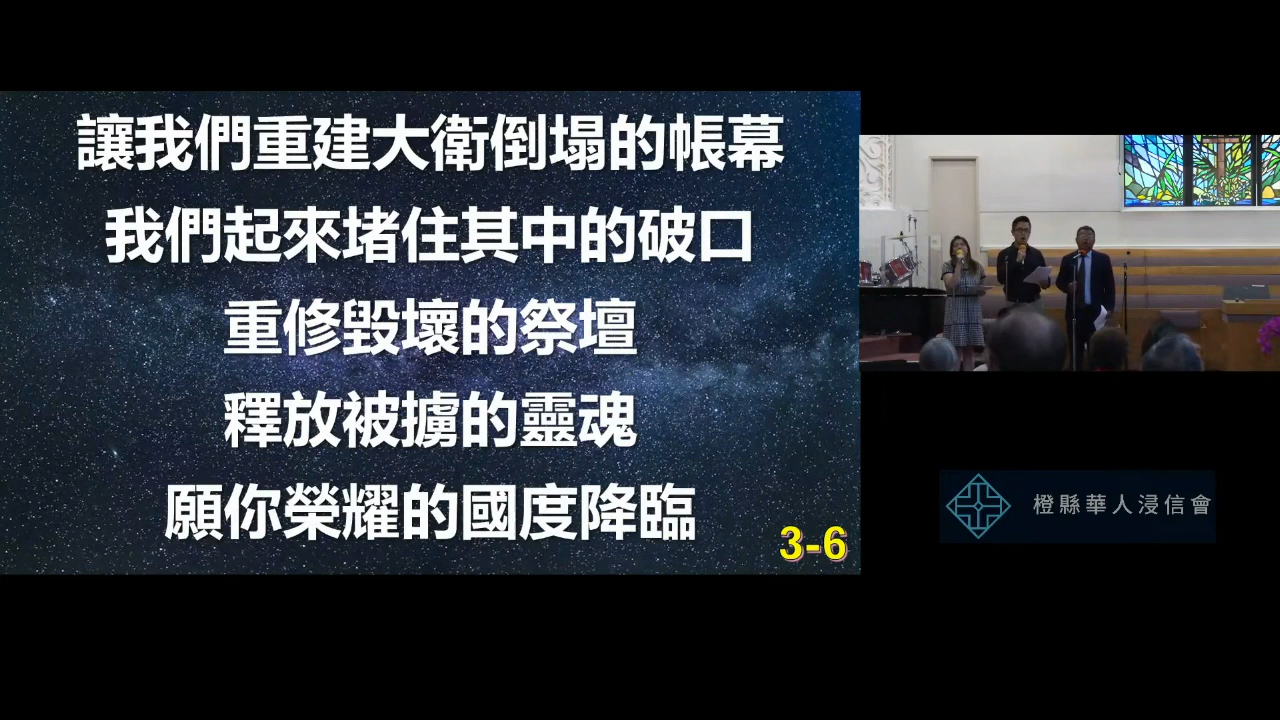 讓我們重建大衛倒塌的帳幕
我們起來堵住其中的破口
重修毀壞的祭壇
釋放被擄的靈魂
願你榮耀的國度降臨
3-6
橙縣華人浸信會